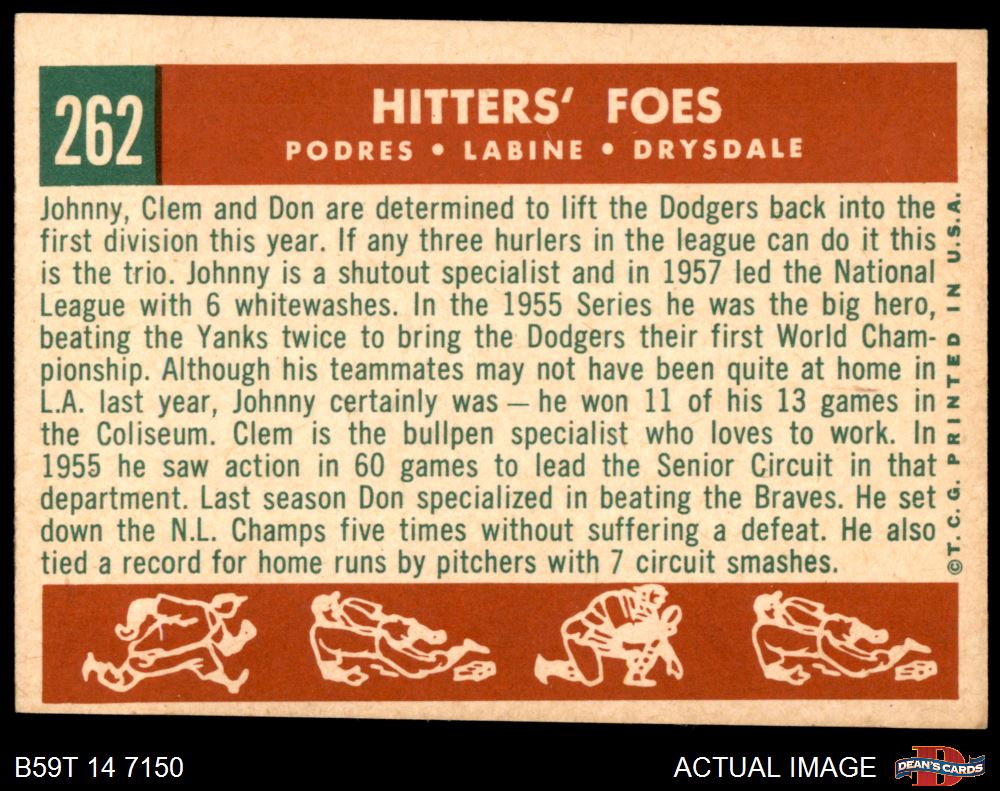 262
HITTERS' FOES
PODRES • LABINE • DRYSDALE
Johnny, Clem and Don are determined to lift the Dodgers back into the
first division this year. If any three hurlers in the league can do it this
is the trio. Johnny is a shutout specialist and in 1957 led the National
League with 6 whitewashes. In the 1955 Series he was the big hero,
beating the Yanks twice to bring the Dodgers their first World Cham-
pionship. Although his teammates may not have been quite at home in
L.A. last year, Johnny certainly was — he won 11 of his 13 games in
the Coliseum. Clem is the bullpen specialist who loves to work. In
1955 he saw action in 60 games to lead the Senior Circuit in that
department. Last season Don specialized in beating the Braves. He set
down the N.L. Champs five times without suffering a defeat. He also
tied a record for home runs by pitchers with 7 circuit smashes.
©T.C.G. PRINTED IN U.S.A.
B59T 14 7150
ACTUAL IMAGE
D
DEAN'S CARDS